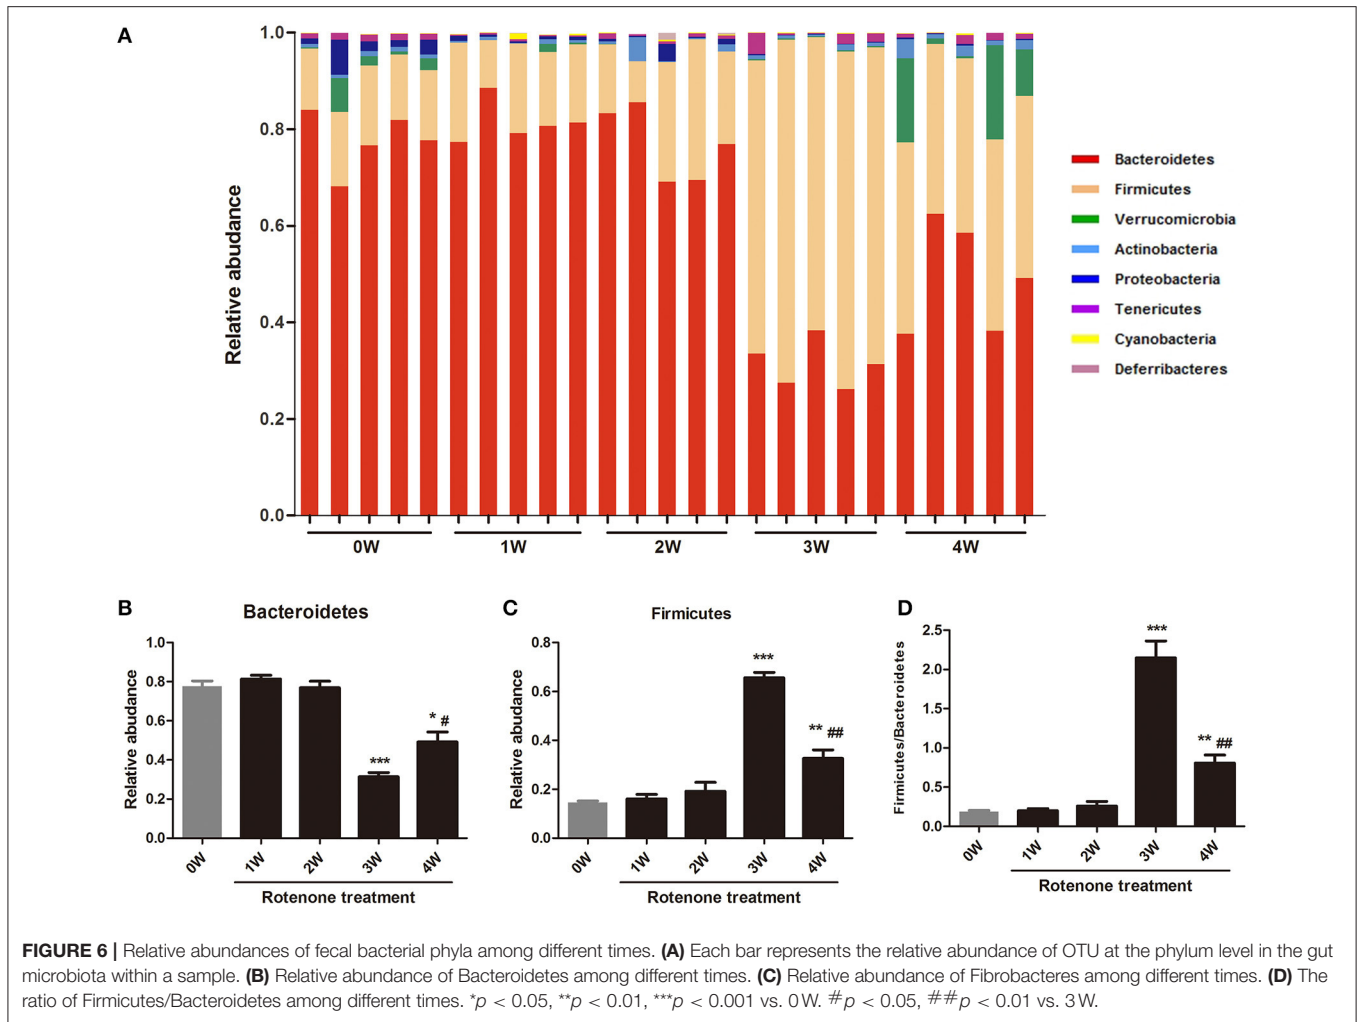 A
Relative abudance
1.0
0.8
0.6
0.4
0.2
0.0
0W 1W 2W 3W 4W
Bacteroidetes
Firmicutes
Verrucomicrobia
Actinobacteria
Proteobacteria
Tenericutes
Cyanobacteria
Deferribacteres
B
Bacteroidetes
Relative abudance
1.0
0.8
0.6
0.4
0.2
0.0
***
* #
0W 1W 2W 3W 4W
Rotenone treatment
C
Firmicutes
Relative abudance
0.8
0.6
0.4
0.2
0.0
***
** ##
0W 1W 2W 3W 4W
Rotenone treatment
D
Firmicutes/Bacteroidetes
2.5
2.0
1.5
1.0
0.5
0.0
***
** ##
0W 1W 2W 3W 4W
Rotenone treatment
FIGURE 6 | Relative abundances of fecal bacterial phyla among different times. (A) Each bar represents the relative abundance of OTU at the phylum level in the gut
microbiota within a sample. (B) Relative abundance of Bacteroidetes among different times. (C) Relative abundance of Fibrobacteres among different times. (D) The
ratio of Firmicutes/Bacteroidetes among different times. *p < 0.05, **p < 0.01, ***p < 0.001 vs. 0 W. #p < 0.05, ##p < 0.01 vs. 3 W.